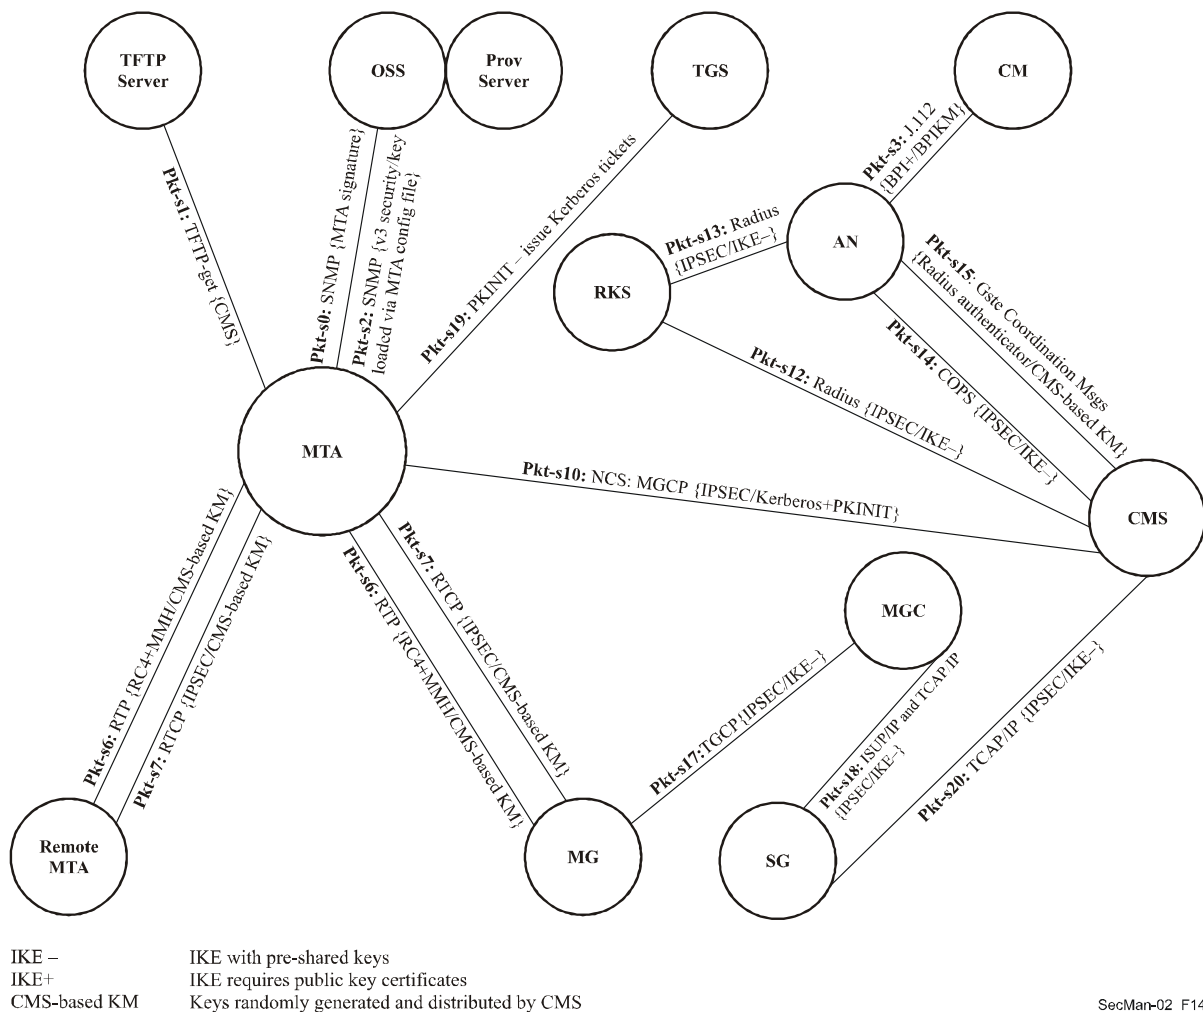 TFTP
Server
OSS
Prov
Server
TGS
CM
Pkt-s1: TFTP-get {CMS}
Pkt-s0: SNMP {MTA signature}
Pkt-s2: SNMP {v3 security/key
loaded via MTA config file}
Pkt-s19: PKINIT – issue Kerberos tickets
Pkt-s3: J.112
{BPI+/BPIKM}
Pkt-s13: Radius
{IPSEC/IKE–}
AN
RKS
Pkt-s15: Gste Coordination Msgs
{Radius authenticator/CMS-based KM}
Pkt-s14: COPS {IPSEC/IKE–}
Pkt-s12: Radius {IPSEC/IKE–}
MTA
Pkt-s10: NCS: MGCP {IPSEC/Kerberos+PKINIT}
CMS
Pkt-s6: RTP {RC4+MMH/CMS-based KM}
Pkt-s7: RTCP {IPSEC/CMS-based KM}
Pkt-s7: RTCP {IPSEC/CMS-based KM}
Pkt-s6: RTP {RC4+MMH/CMS-based KM}
MGC
Pkt-s17:TGCP{IPSEC/IKE–}
Pkt-s18: ISUP/IP and TCAP/IP
{IPSEC/IKE–}
Pkt-s20: TCAP/IP {IPSEC/IKE–}
Remote
MTA
MG
SG
IKE – IKE with pre-shared keys
IKE+ IKE requires public key certificates
CMS-based KM Keys randomly generated and distributed by CMS
SecMan-02_F14